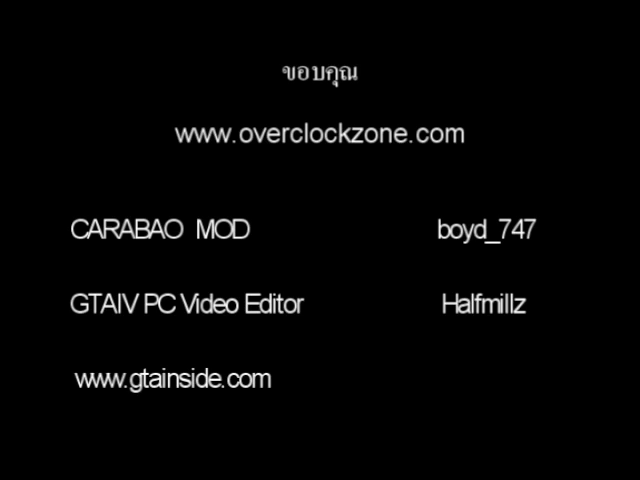 ขอบคุณ
www.overclockzone.com
CARABAO MOD boyd_747
GTAIV PC Video Editor Halfmillz
www.gtainside.com